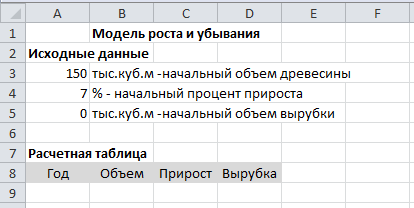 A B C D E F
1 Модель роста и убывания
2 Исходные данные
3 150 тыс.куб.м -начальный объем древесины
4 7 % - начальный процент прироста
5 0 тыс.куб.м -начальный объем вырубки
6
7 Расчетная таблица
8 Год Объем Прирост Вырубка
9